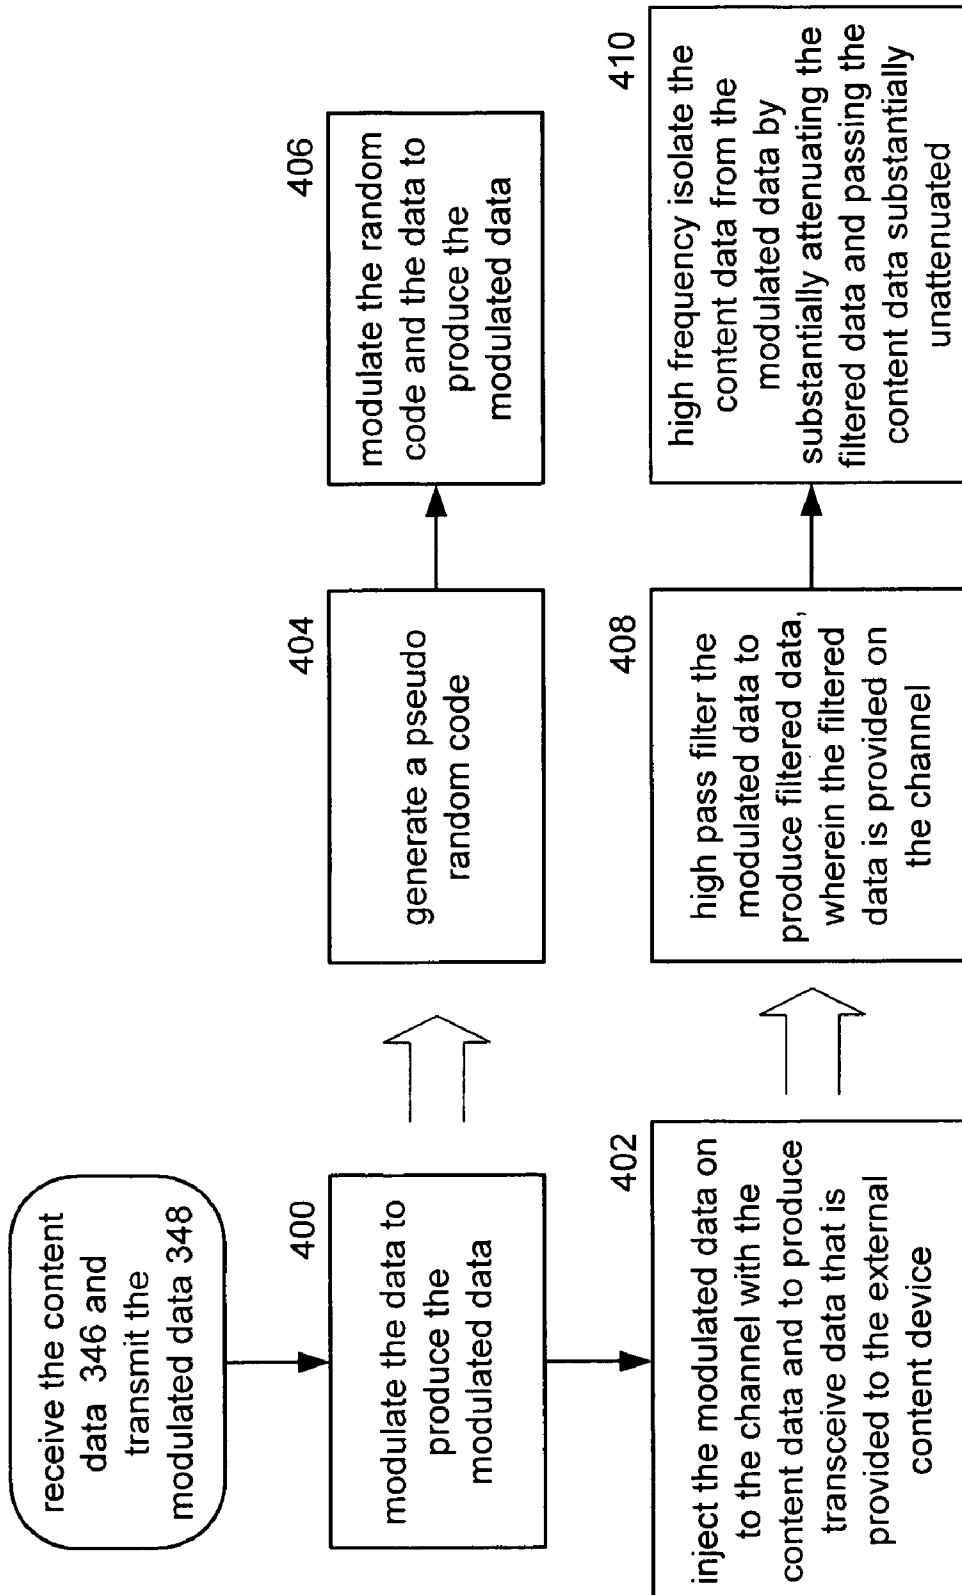 receive the content
data 346 and
transmit the
modulated data 348
400
modulate the data to
produce the
modulated data
404
generate a pseudo
random code
406
modulate the random
code and the data to
produce the
modulated data
402
inject the modulated data on
to the channel with the
content data and to produce
transceive data that is
provided to the external
content device
408
high pass filter the
modulated data to
produce filtered data,
wherein the filtered
data is provided on
the channel
410
high frequency isolate the
content data from the
modulated data by
substantially attenuating the
filtered data and passing the
content data substantially
unattenuated